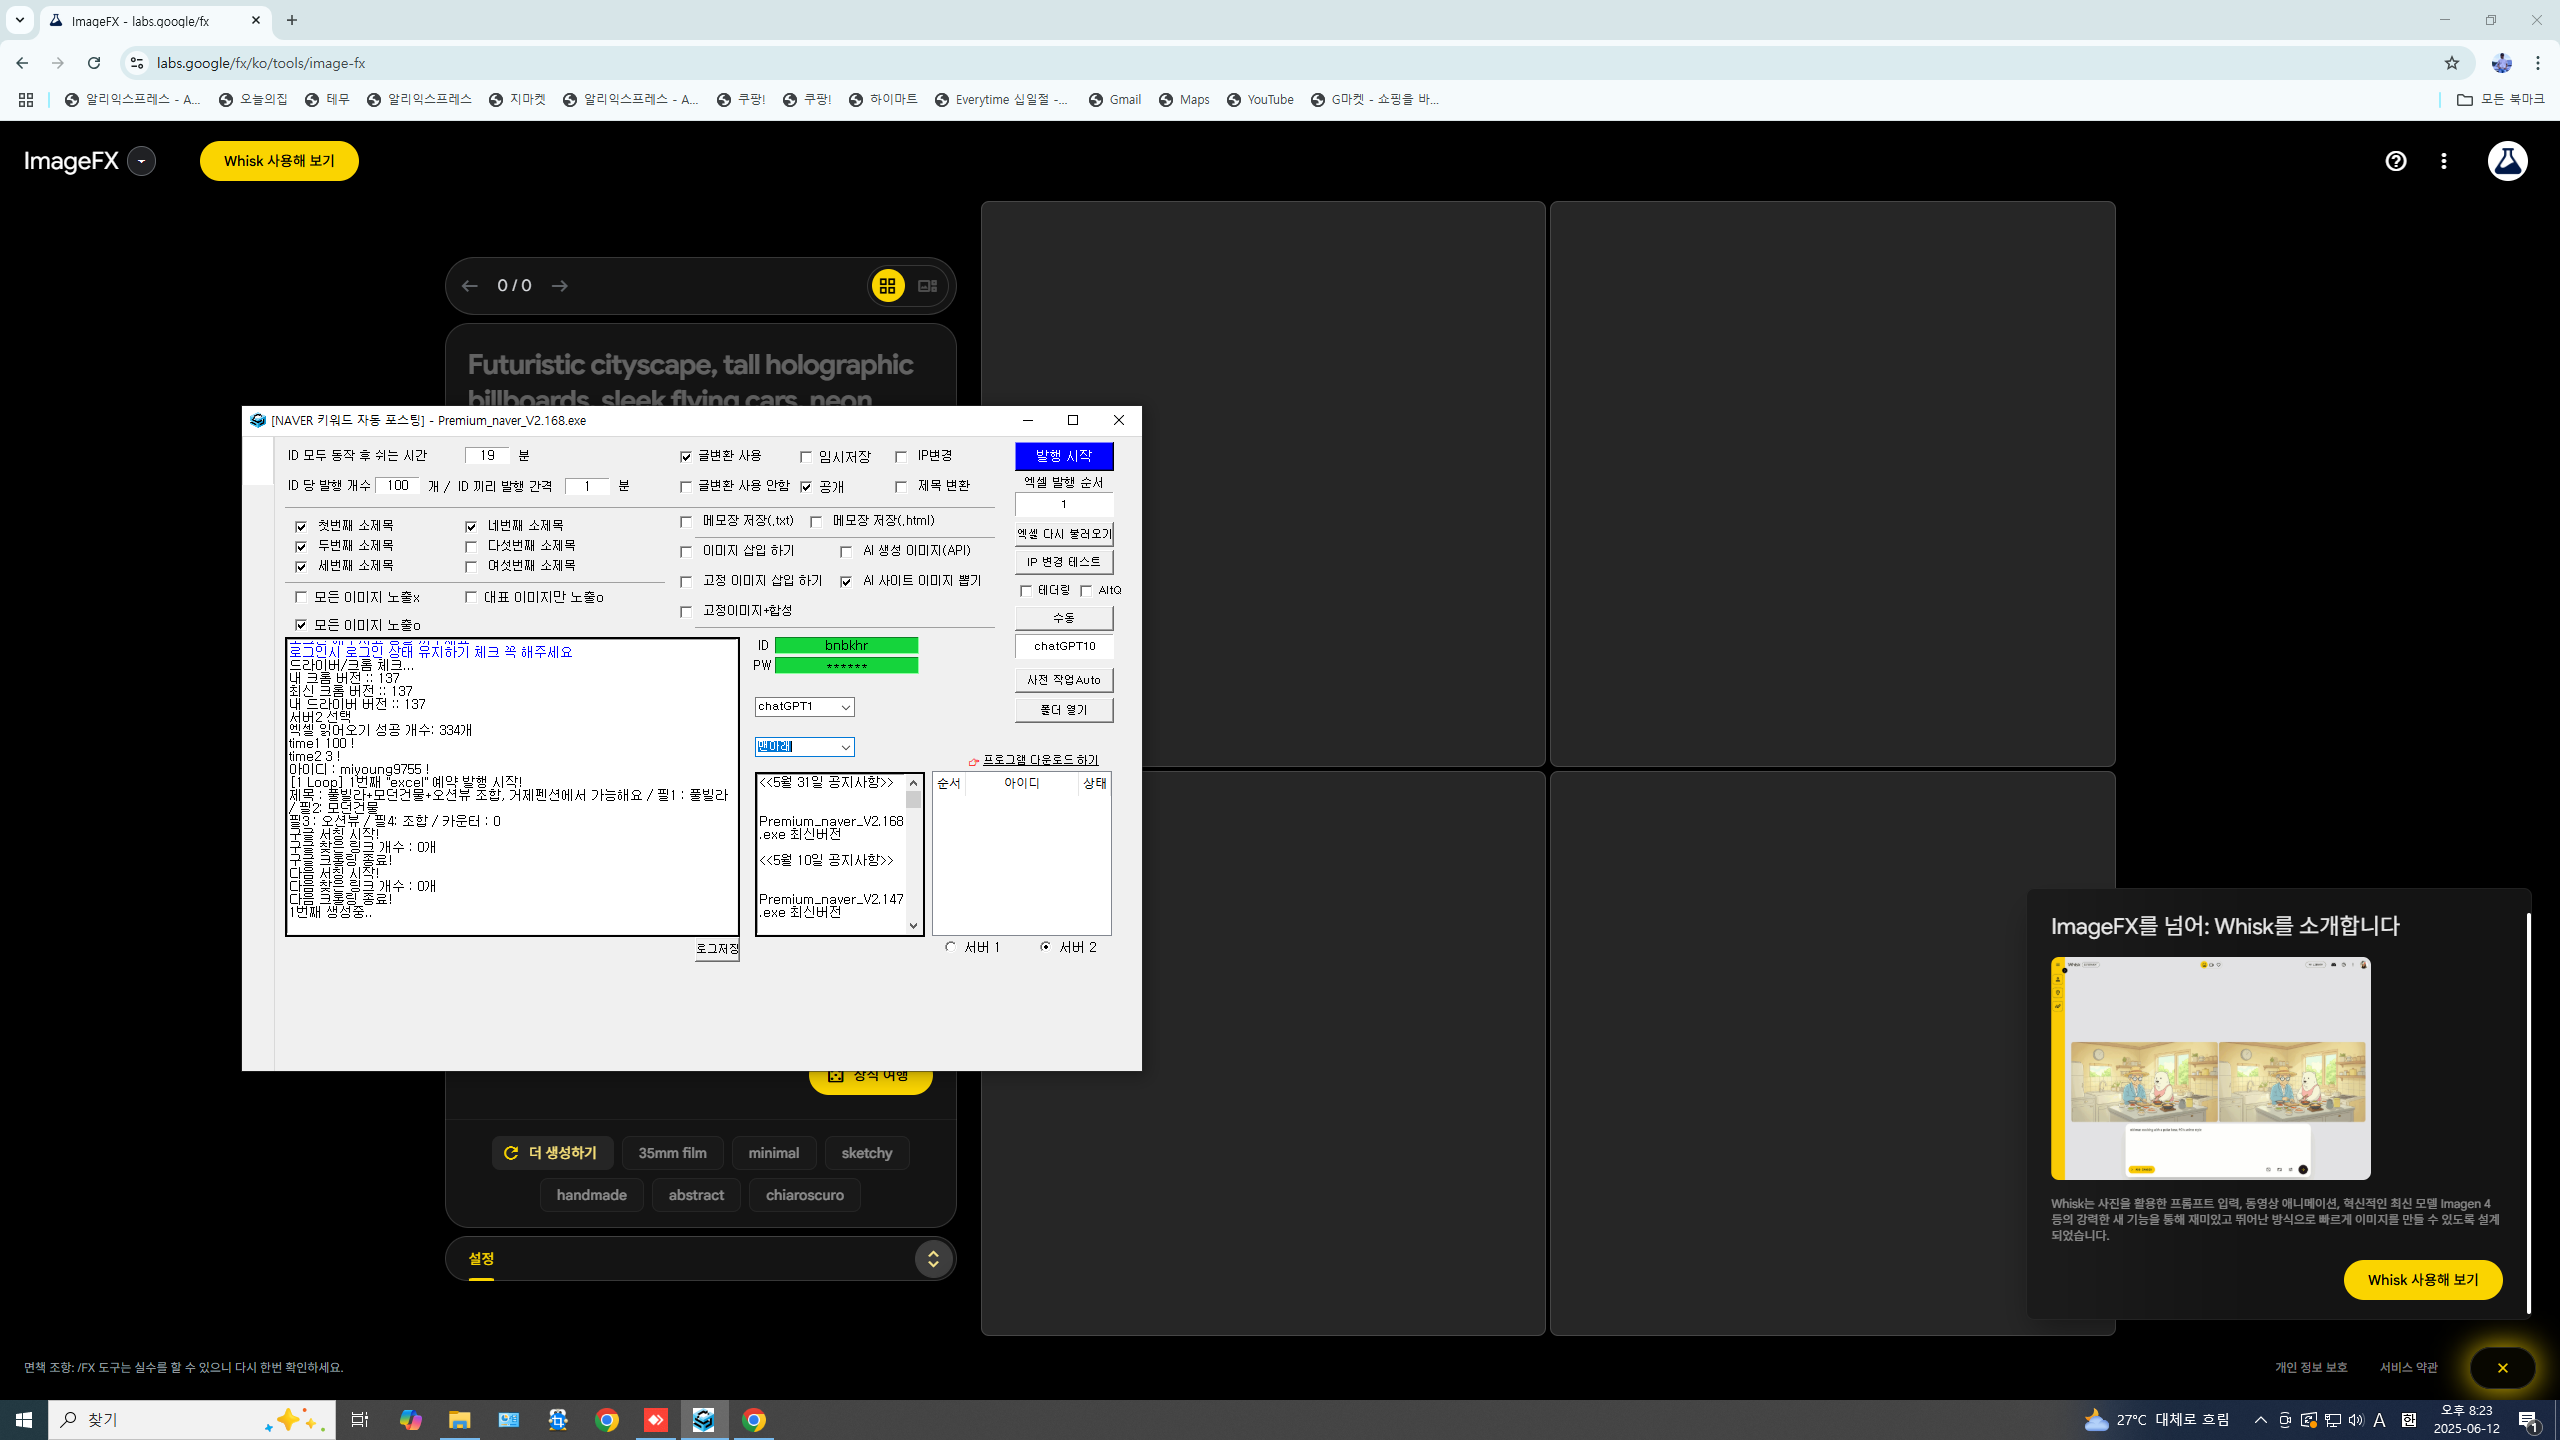 ImageFX - labs.google/fx
labs.google/fx/ko/tools/image-fx
알리익스프레스 - A...
오늘의집
테무
알리익스프레스
지마켓
알리익스프레스 - A...
쿠팡!
쿠팡!
하이마트
Everytime 십일절 -...
Gmail
Maps
YouTube
G마켓 - 쇼핑을 바...
모든 북마크
ImageFX
Whisk 사용해 보기
0 / 0
Futuristic cityscape, tall holographic
billboards, sleek flying cars, neon
[NAVER 키워드 자동 포스팅] - Premium_naver_V2.168.exe
ID 모두 동작 후 쉬는 시간 19 분
ID 당 발행 개수 100 개 / ID 끼리 발행 간격 1 분
글변환 사용
임시저장
IP변경
글변환 사용 안함
공개
제목 변환
첫번째 소제목
네번째 소제목
두번째 소제목
다섯번째 소제목
세번째 소제목
여섯번째 소제목
모든 이미지 노출x
대표 이미지만 노출o
모든 이미지 노출o
메모장 저장(.txt)
메모장 저장(.html)
이미지 삽입 하기
AI 생성 이미지(API)
고정 이미지 삽입 하기
AI 사이트 이미지 뽑기
고정이미지+합성
발행 시작
엑셀 발행 순서
1
엑셀 다시 불러오기
IP 변경 테스트
테더링
AltQ
수동
chatGPT10
사전 작업Auto
폴더 열기
로그인시 로그인 상태 유지하기 체크 꼭 해주세요
드라이버/크롬 체크...
내 크롬 버전 :: 137
최신 크롬 버전 :: 137
내 드라이버 버전 :: 137
서버2 선택
엑셀 읽어오기 성공 개수: 334개
time1 100 !
time2 3 !
아이디 : miyoung9755 !
[1 Loop] 1번째 "excel" 예약 발행 시작!
제목 : 풀빌라+모던건물+오션뷰 조합, 거제펜션에서 가능해요 / 필1 : 풀빌라
/ 필2: 모던건물
필3 : 오션뷰 / 필4: 조합 / 카운터 : 0
구글 서칭 시작!
구글 찾은 링크 개수 : 0개
구글 크롤링 종료!
다음 서칭 시작!
다음 찾은 링크 개수 : 0개
다음 크롤링 종료!
1번째 생성중..
로그저장
ID bnbkhr
PW ******
chatGPT1
맨아래
<<5월 31일 공지사항>>
Premium_naver_V2.168
.exe 최신버전
<<5월 10일 공지사항>>
Premium_naver_V2.147
.exe 최신버전
프로그램 다운로드 하기
순서 아이디 상태
서버 1
서버 2
더 생성하기
35mm film
minimal
sketchy
handmade
abstract
chiaroscuro
설정
ImageFX를 넘어: Whisk를 소개합니다
Whisk는 사진을 활용한 프롬프트 입력, 동영상 애니메이션, 혁신적인 최신 모델 Imagen 4
등의 강력한 새 기능을 통해 재미있고 뛰어난 방식으로 빠르게 이미지를 만들 수 있도록 설계
되었습니다.
Whisk 사용해 보기
면책 조항: /FX 도구는 실수를 할 수 있으니 다시 한번 확인하세요.
개인 정보 보호
서비스 약관
찾기
27°C 대체로 흐림
A
한
오후 8:23
2025-06-12
1